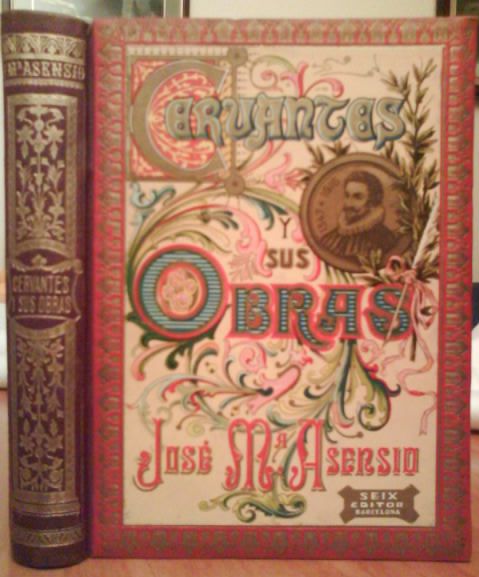 Mª ASENSIO
CERVANTES
Y SUS OBRAS
CERVANTES
Y
SUS
OBRAS
JOSÉ Mª ASENSIO
SEIX
EDITOR
BARCELONA